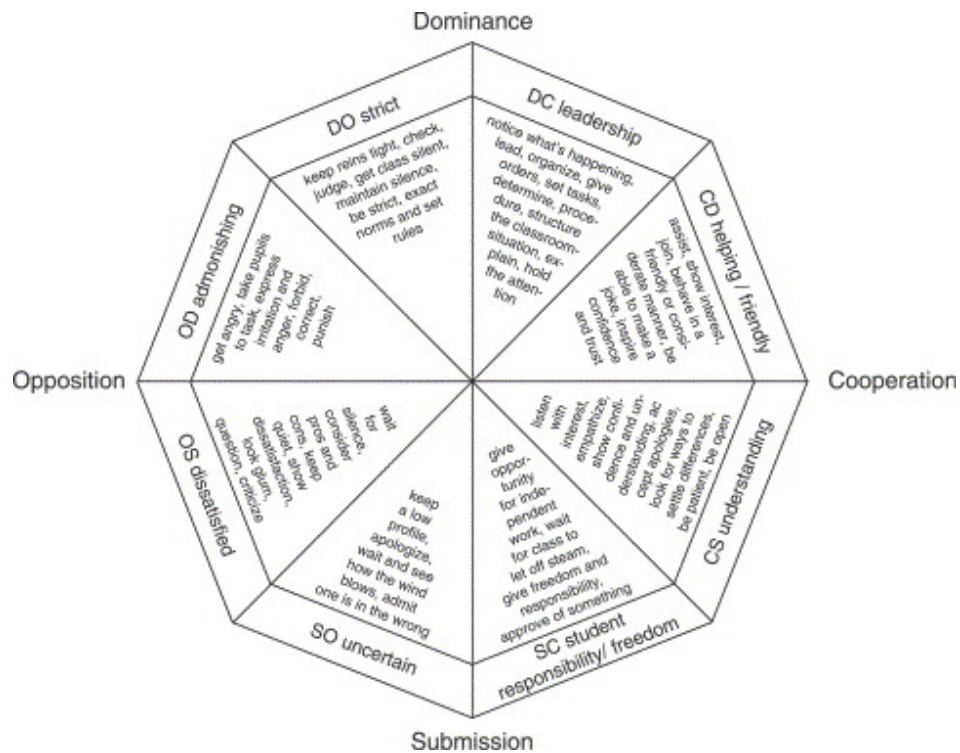 Dominance
DO strict
keep reins tight, check,
judge, get class silent,
maintain silence,
be strict, exact
norms and set
rules
DC leadership
notice what's happening,
lead, organize, give
orders, set tasks,
determine, proce-
dure, structure
the classroom-
situation, ex-
plain, hold
the atten-
tion
CD helping / friendly
assist, show interest,
join, behave in a
friendly or consi-
derate manner, be
able to make a
joke, inspire
confidence
and trust
OD admonishing
get angry, take pupils
to task, express
irritation and
anger, forbid,
correct,
punish
Opposition
Cooperation
OS dissatisfied
wait
for
silence,
consider
pros and
cons, keep
quiet, show
dissatisfaction,
look glum,
question, criticize
CS understanding
listen
with
interest,
empathize,
show confi-
dence and un-
derstanding, ac
cept apologies,
look for ways to
settle differences,
be patient, be open
SO uncertain
keep
a low
profile,
apologize,
wait and see
how the wind
blows, admit
one is in the wrong
give
oppor-
tunity
for inde-
pendent
work, wait
for class to
let off steam,
give freedom and
responsibility,
approve of something
SC student
responsibility/ freedom
Submission